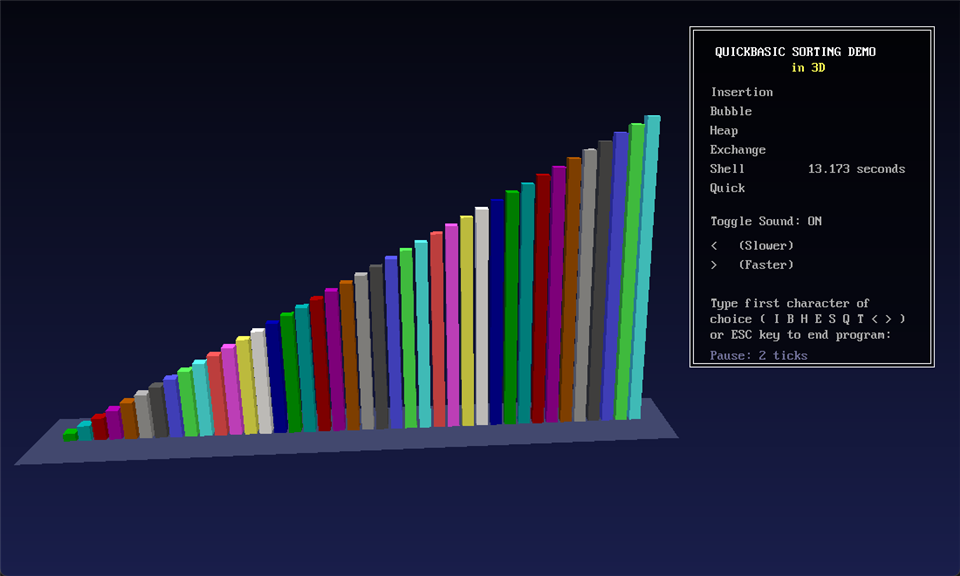 QUICKBASIC SORTING DEMO
in 3D
Insertion
Bubble
Heap
Exchange
Shell 13.173 seconds
Quick
Toggle Sound: ON
< (Slower)
> (Faster)
Type first character of
choice ( I B H E S Q T < > )
or ESC key to end program:
Pause: 2 ticks